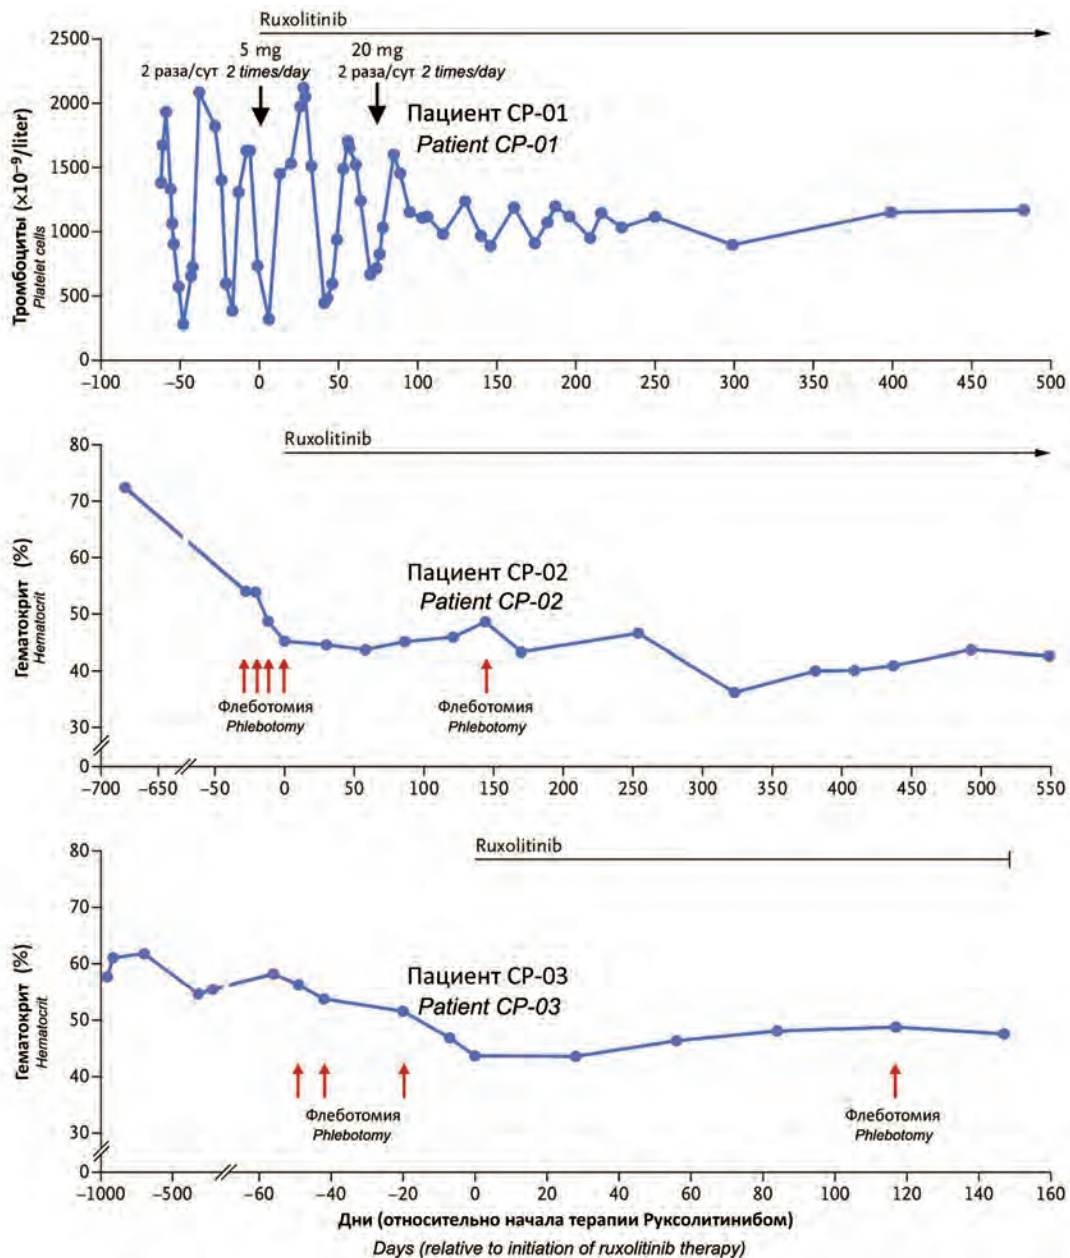 Ruxolitinib
5 mg 20 mg
2 раза/сут 2 times/day 2 раза/сут 2 times/day
Пациент СР-01
Patient CP-01
Тромбоциты (×10⁻⁹/liter)
Platelet cells
2500
2000
1500
1000
500
0
–100 –50 0 50 100 150 200 250 300 350 400 450 500
Ruxolitinib
Пациент СР-02
Patient CP-02
Гематокрит (%)
Hematocrit
80
70
60
50
40
30
0
Флеботомия Флеботомия
Phlebotomy Phlebotomy
–700 –650 –50 0 50 100 150 200 250 300 350 400 450 500 550
Ruxolitinib
Пациент СР-03
Patient CP-03
Гематокрит (%)
Hematocrit
80
70
60
50
40
30
0
Флеботомия Флеботомия
Phlebotomy Phlebotomy
–1000 –500 –60 –40 –20 0 20 40 60 80 100 120 140 160
Дни (относительно начала терапии Руксолитинибом)
Days (relative to initiation of ruxolitinib therapy)